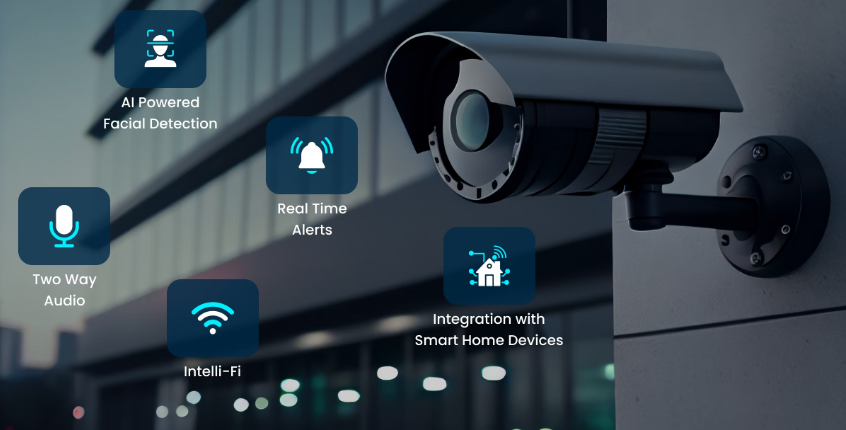 AI Powered
Facial Detection
Real Time
Alerts
Two Way
Audio
Intelli-Fi
Integration with
Smart Home Devices